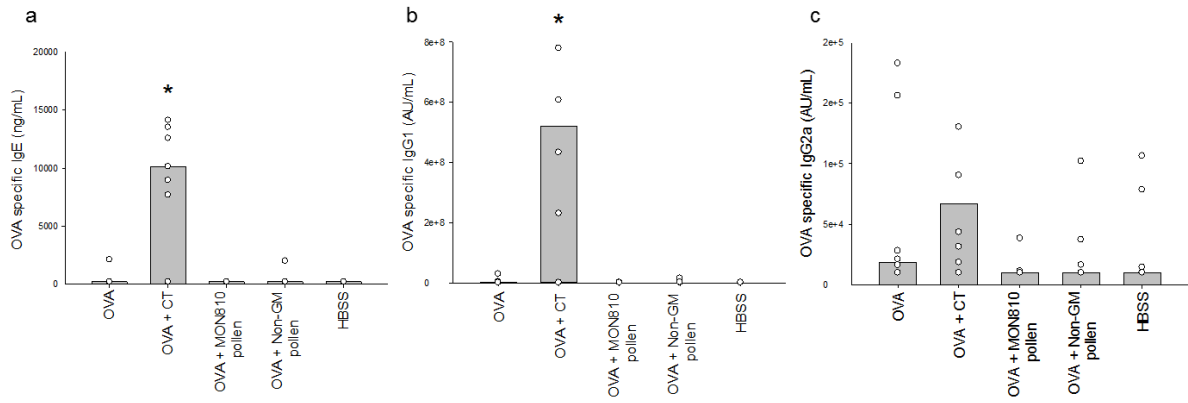 a
OVA specific IgE (ng/mL)
20000
15000
10000
5000
0
*
OVA
OVA + CT
OVA + MON810
pollen
OVA + Non-GM
pollen
HBSS
b
OVA specific IgG1 (AU/mL)
8e+8
6e+8
4e+8
2e+8
0
*
OVA
OVA + CT
OVA + MON810
pollen
OVA + Non-GM
pollen
HBSS
c
OVA specific IgG2a (AU/mL)
2e+5
2e+5
1e+5
5e+4
0
OVA
OVA + CT
OVA + MON810
pollen
OVA + Non-GM
pollen
HBSS